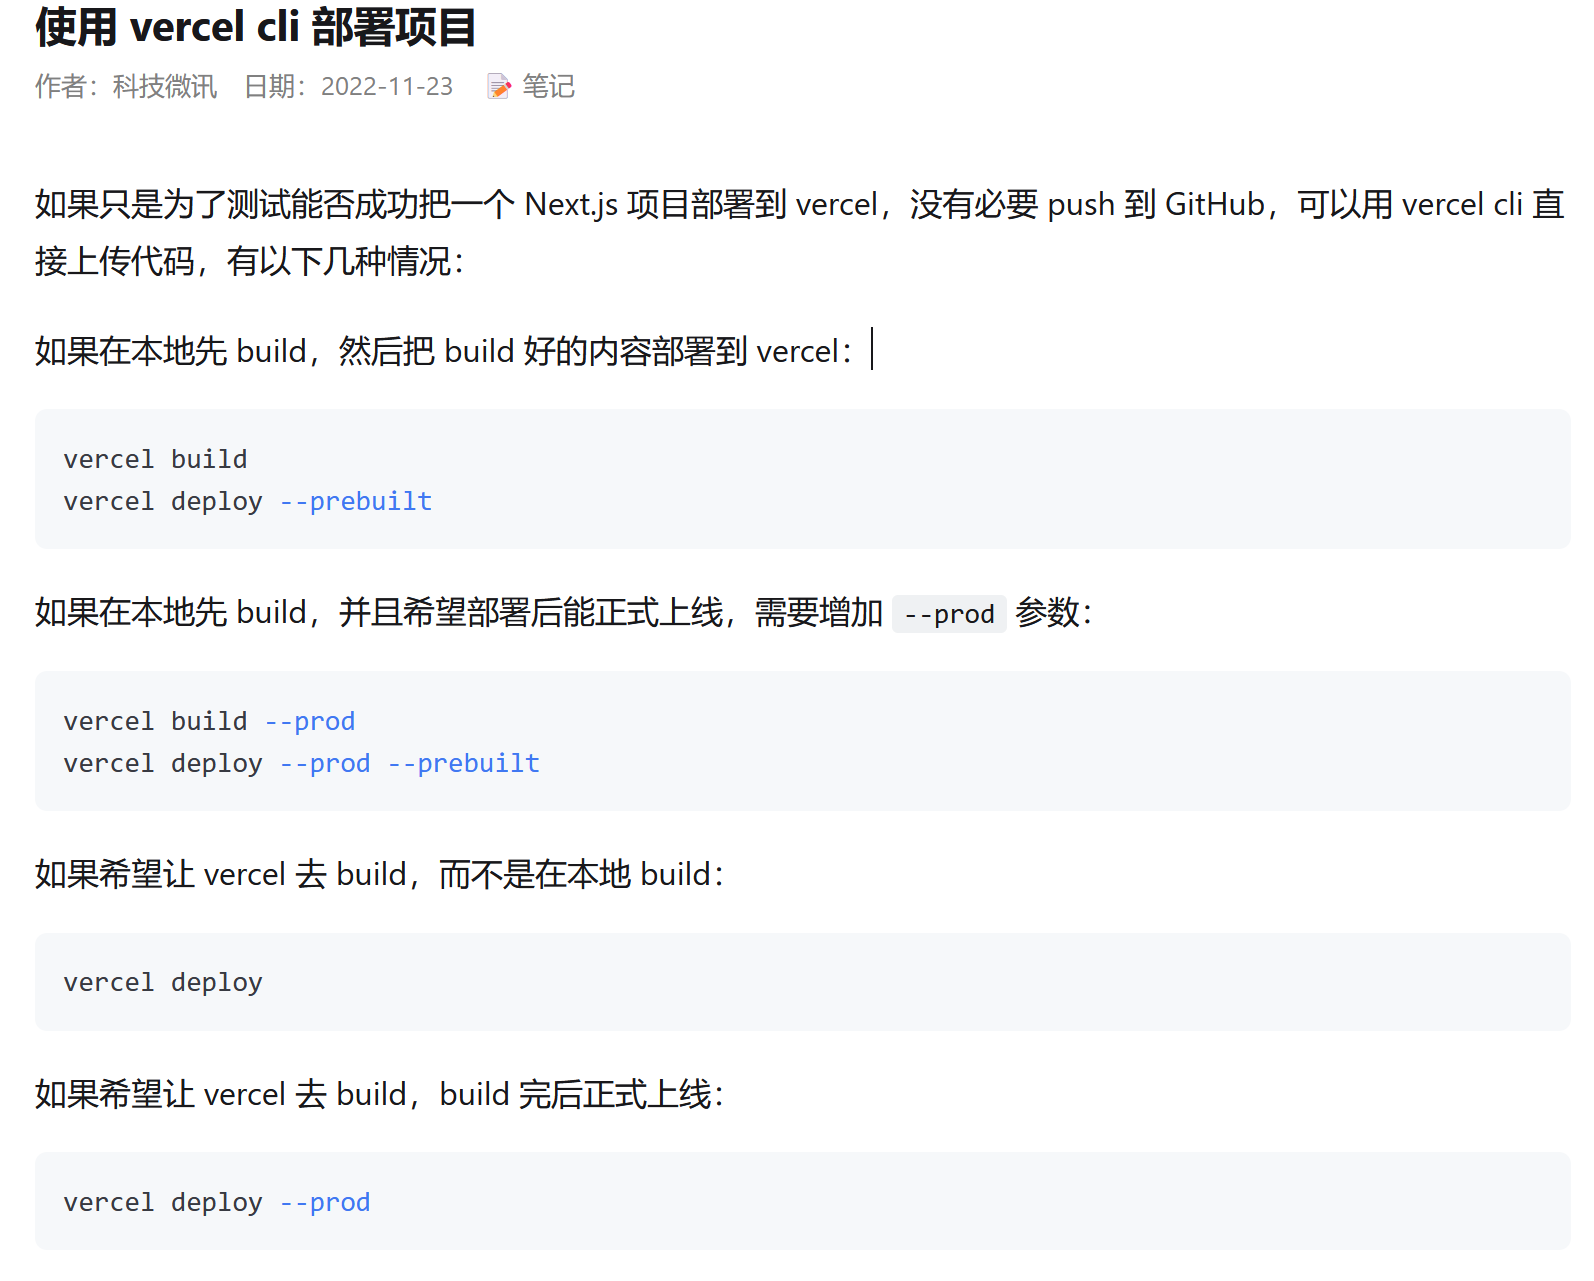 使用 vercel cli 部署项目
作者：科技微讯 日期：2022-11-23 📝 笔记
如果只是为了测试能否成功把一个 Next.js 项目部署到 vercel，没有必要 push 到 GitHub，可以用 vercel cli 直
接上传代码，有以下几种情况：
如果在本地先 build，然后把 build 好的内容部署到 vercel：
vercel build
vercel deploy --prebuilt
如果在本地先 build，并且希望部署后能正式上线，需要增加 --prod 参数：
vercel build --prod
vercel deploy --prod --prebuilt
如果希望让 vercel 去 build，而不是在本地 build：
vercel deploy
如果希望让 vercel 去 build，build 完后正式上线：
vercel deploy --prod